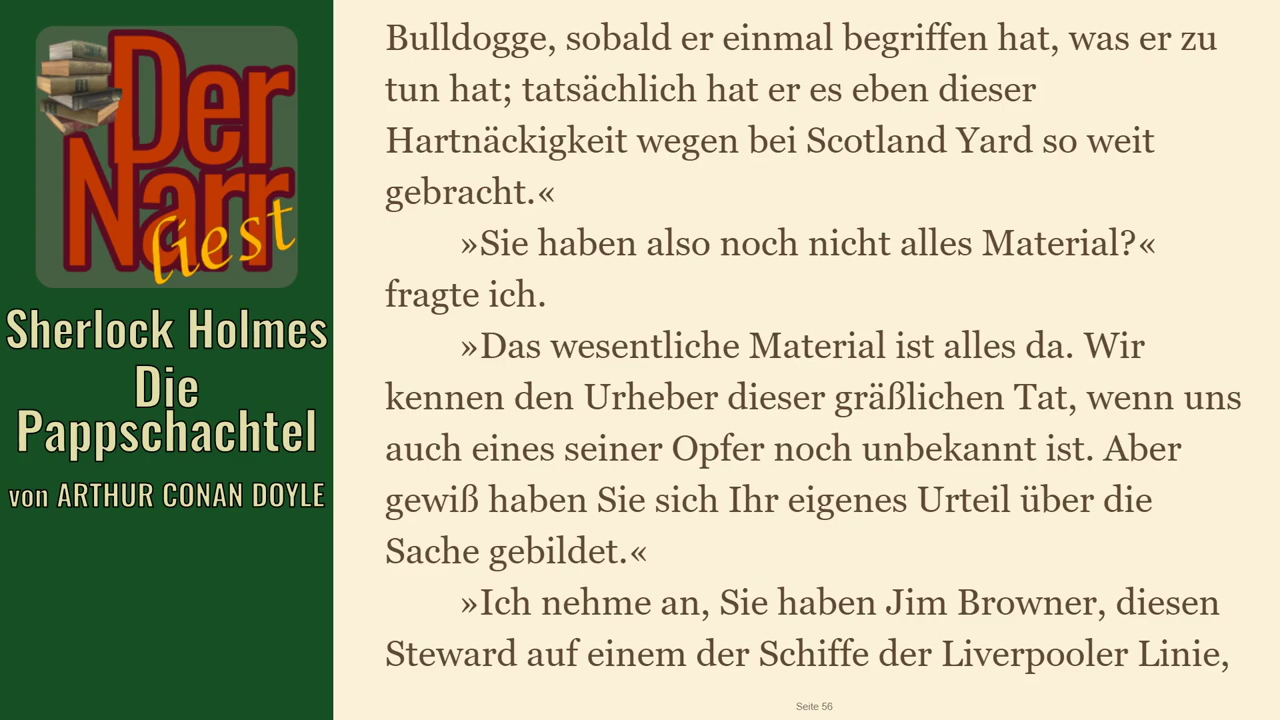 Der
Narr
liest
Sherlock Holmes
Die
Pappschachtel
von ARTHUR CONAN DOYLE
Bulldogge, sobald er einmal begriffen hat, was er zu
tun hat; tatsächlich hat er es eben dieser
Hartnäckigkeit wegen bei Scotland Yard so weit
gebracht.«
»Sie haben also noch nicht alles Material?«
fragte ich.
»Das wesentliche Material ist alles da. Wir
kennen den Urheber dieser gräßlichen Tat, wenn uns
auch eines seiner Opfer noch unbekannt ist. Aber
gewiß haben Sie sich Ihr eigenes Urteil über die
Sache gebildet.«
»Ich nehme an, Sie haben Jim Browner, diesen
Steward auf einem der Schiffe der Liverpooler Linie,
Seite 56